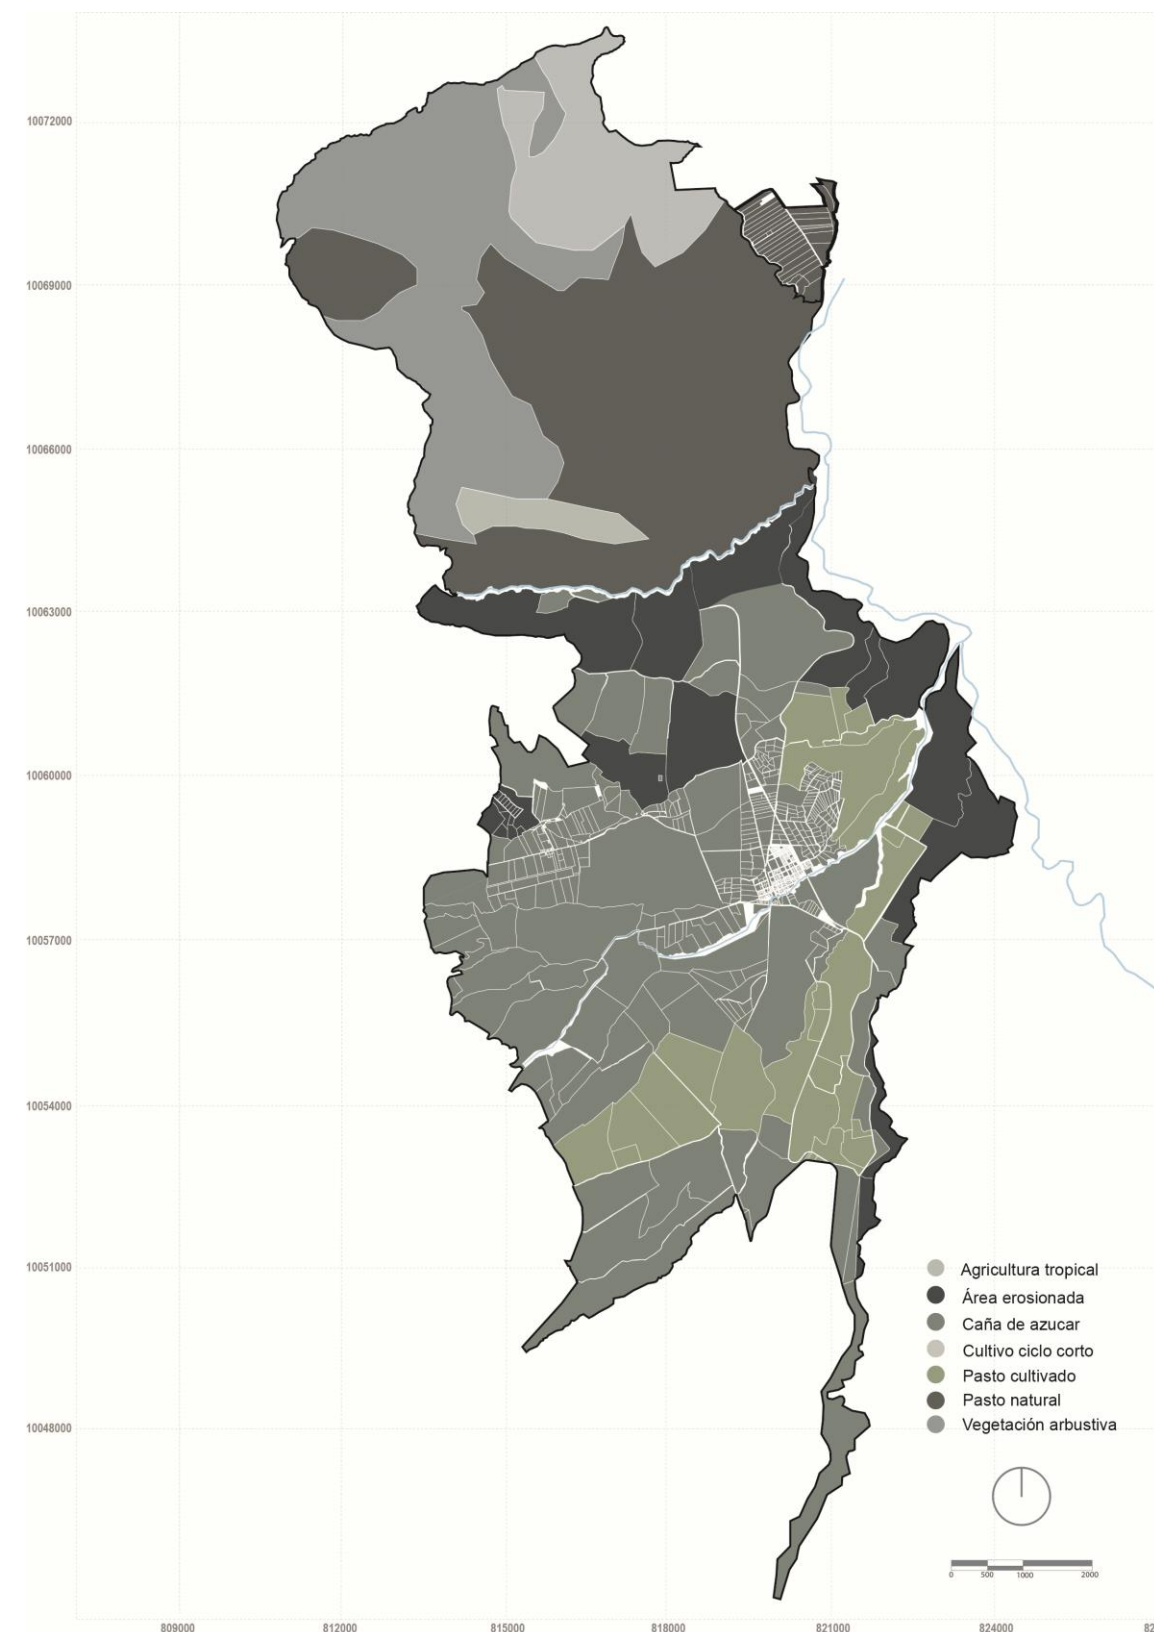 10072000
10069000
10066000
10063000
10060000
10057000
10054000
10051000
10048000
Agricultura tropical
Área erosionada
Caña de azucar
Cultivo ciclo corto
Pasto cultivado
Pasto natural
Vegetación arbustiva
0 500 1000 2000
809000 812000 815000 818000 821000 824000 82